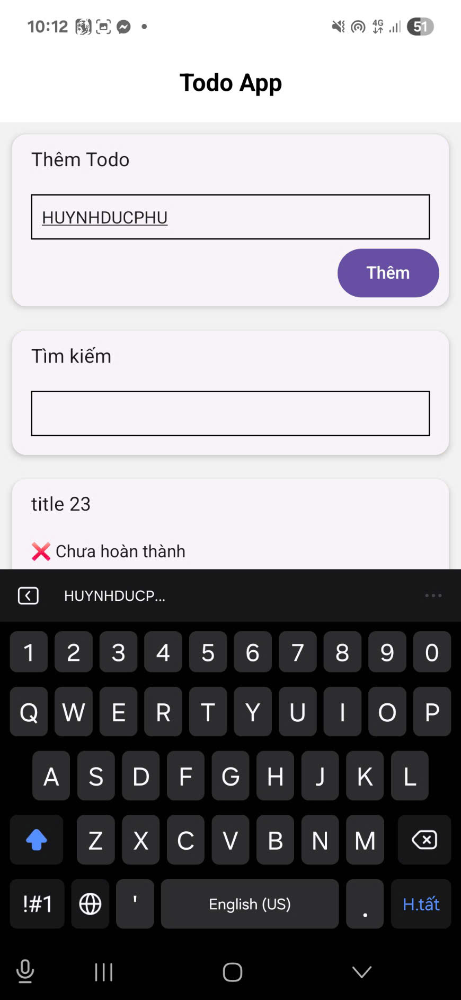 10:12 4G 51
Todo App
Thêm Todo
HUYNHDUCPHU
Thêm
Tìm kiếm
title 23
❌ Chưa hoàn thành
HUYNHDUCP...
1 2 3 4 5 6 7 8 9 0
Q W E R T Y U I O P
A S D F G H J K L
Z X C V B N M
!#1 ' English (US) . H.tất